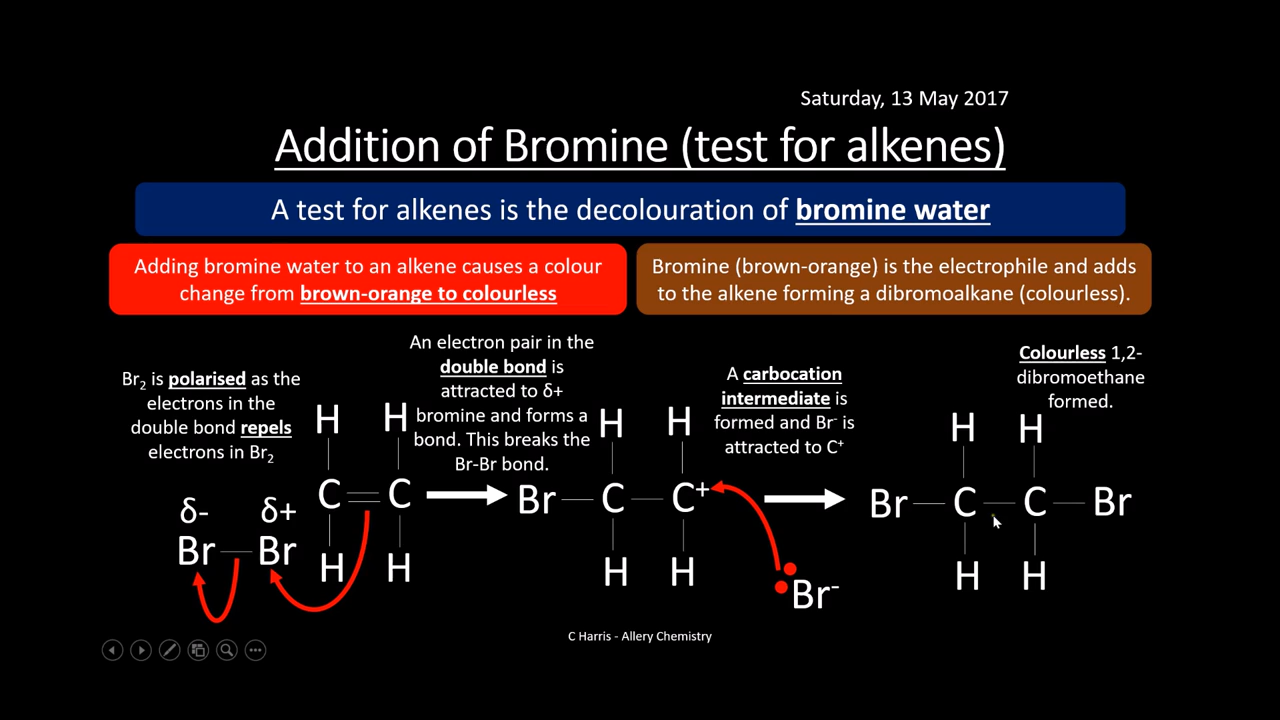 Saturday, 13 May 2017
Addition of Bromine (test for alkenes)
A test for alkenes is the decolouration of bromine water
Adding bromine water to an alkene causes a colour
change from brown-orange to colourless
Bromine (brown-orange) is the electrophile and adds
to the alkene forming a dibromoalkane (colourless).
Br₂ is polarised as the
electrons in the
double bond repels
electrons in Br₂
An electron pair in the
double bond is
attracted to δ+
bromine and forms a
bond. This breaks the
Br-Br bond.
A carbocation
intermediate is
formed and Br⁻ is
attracted to C⁺
Colourless 1,2-
dibromoethane
formed.
H H
C C
H H
δ- δ+
Br Br
H H
Br C C⁺
H H
Br⁻
H H
Br C C Br
H H
C Harris - Allery Chemistry